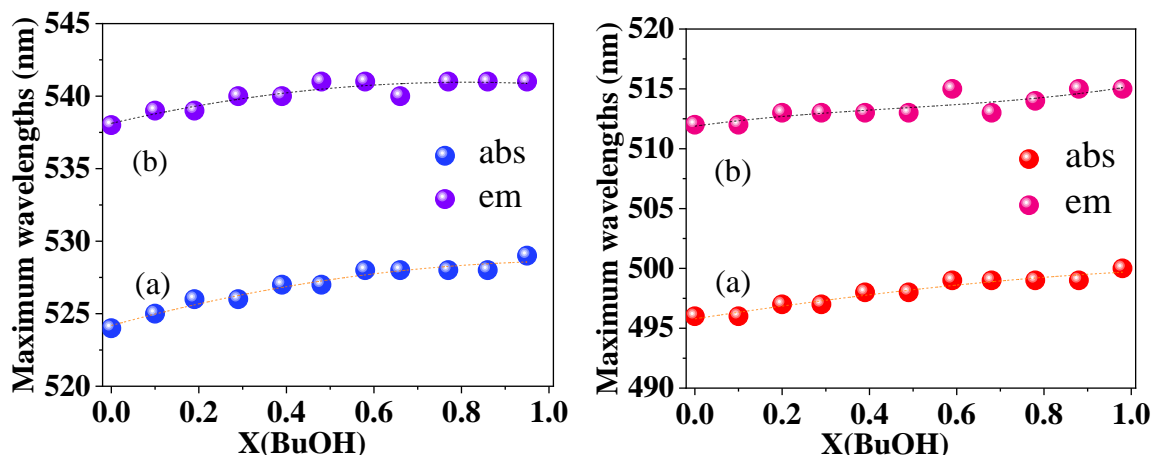 Maximum wavelengths (nm)
545
540
535
530
525
520
(b)
abs
em
(a)
0.0 0.2 0.4 0.6 0.8 1.0
X(BuOH)
Maximum wavelengths (nm)
520
515
510
505
500
495
490
(b)
abs
em
(a)
0.0 0.2 0.4 0.6 0.8 1.0
X(BuOH)